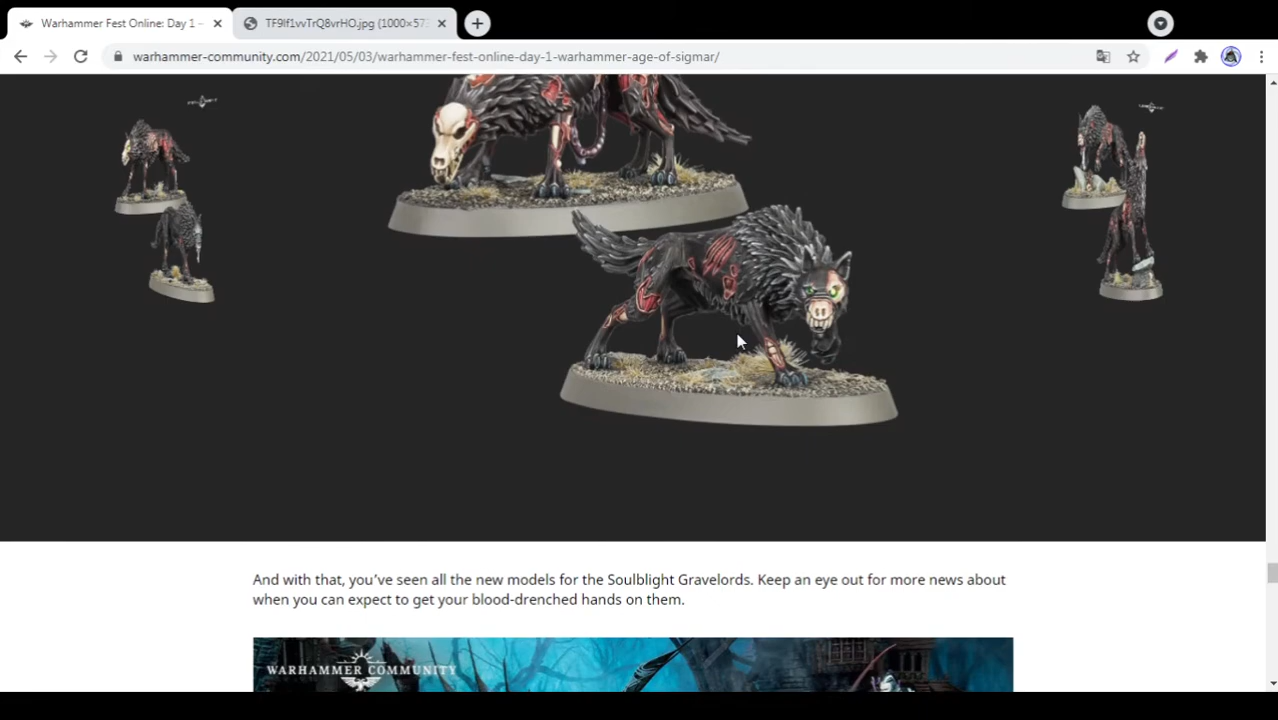 Warhammer Fest Online: Day 1 –
TF9If1vvTrQ8vrHO.jpg (1000×57
warhammer-community.com/2021/05/03/warhammer-fest-online-day-1-warhammer-age-of-sigmar/
And with that, you’ve seen all the new models for the Soulblight Gravelords. Keep an eye out for more news about
when you can expect to get your blood-drenched hands on them.
WARHAMMER COMMUNITY